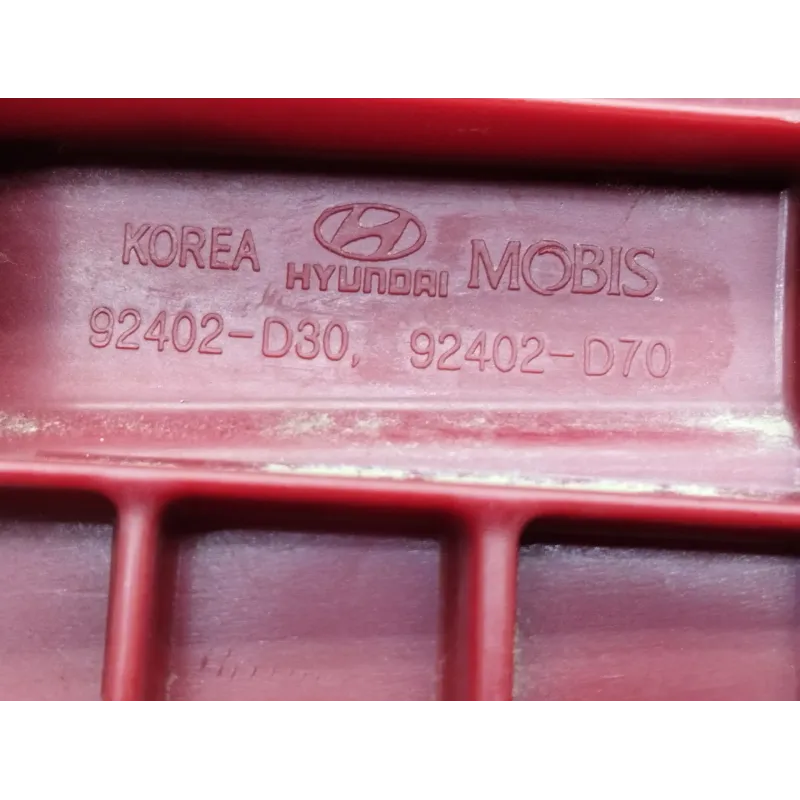 KOREA HYUNDAI MOBIS
92402-D30, 92402-D70